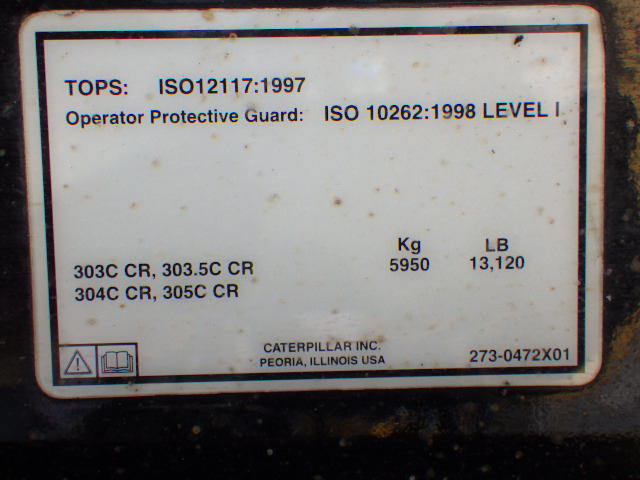 TOPS: ISO12117:1997
Operator Protective Guard: ISO 10262:1998 LEVEL I
Kg LB
303C CR, 303.5C CR 5950 13,120
304C CR, 305C CR
CATERPILLAR INC.
PEORIA, ILLINOIS USA
273-0472X01